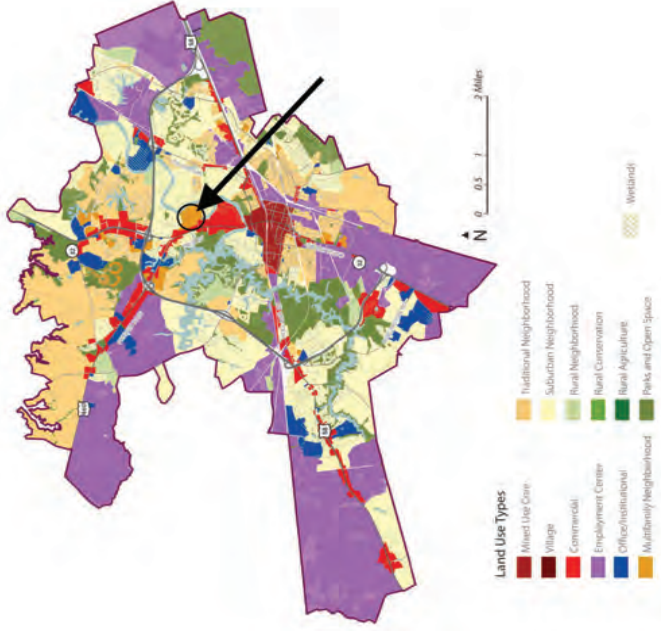 N
0 0.5 1 2 Miles
Land Use Types
Mixed Use Core
Village
Commercial
Employment Center
Office/Institutional
Multifamily Neighborhood
Traditional Neighborhood
Suburban Neighborhood
Rural Neighborhood
Rural Conservation
Rural Agriculture
Parks and Open Space
Wetlands